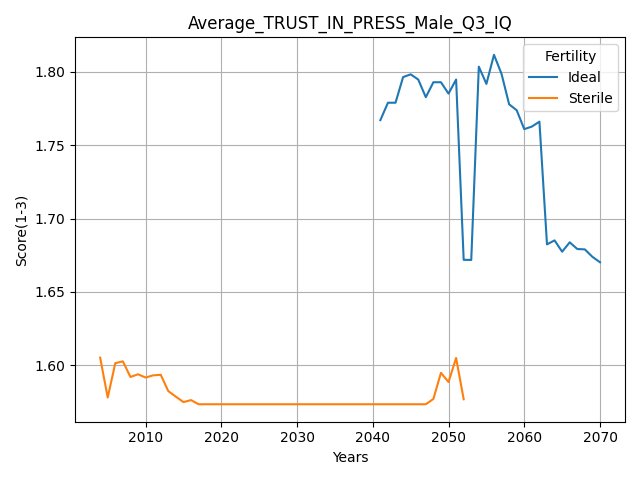 Average_TRUST_IN_PRESS_Male_Q3_IQ
Fertility
Ideal
Sterile
Score(1-3)
1.80
1.75
1.70
1.65
1.60
2010 2020 2030 2040 2050 2060 2070
Years